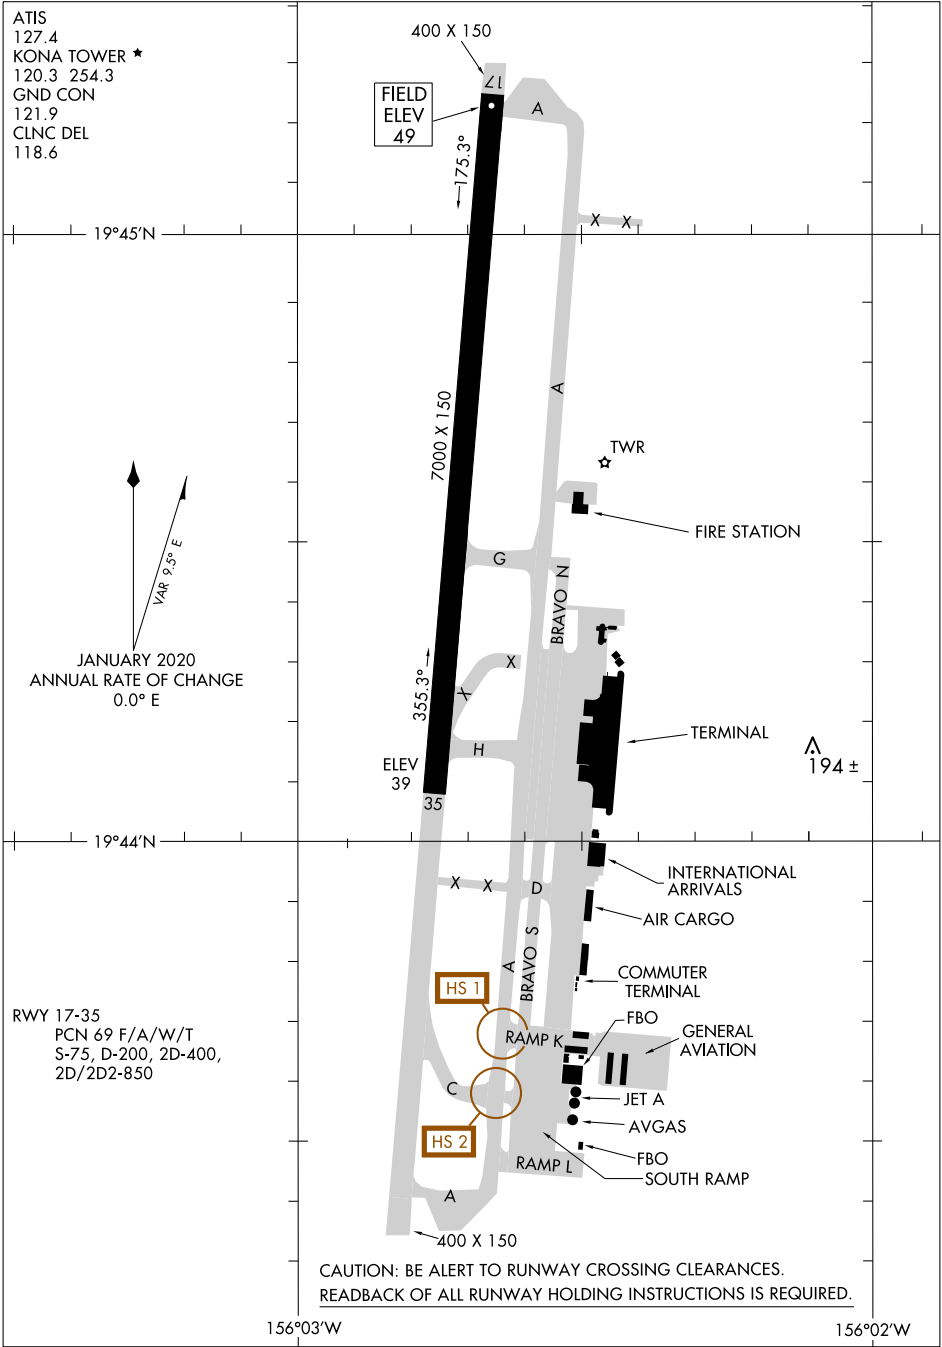 ATIS
127.4
KONA TOWER ★
120.3 254.3
GND CON
121.9
CLNC DEL
118.6
400 X 150
17
FIELD
ELEV
49
A
175.3°
X X
19°45'N
A
7000 X 150
TWR
FIRE STATION
VAR 9.5° E
G
BRAVO N
JANUARY 2020
ANNUAL RATE OF CHANGE
0.0° E
355.3°
X
X
H
TERMINAL
194 ±
ELEV
39
35
19°44'N
X X
D
INTERNATIONAL
ARRIVALS
AIR CARGO
A
BRAVO S
HS 1
COMMUTER
TERMINAL
RWY 17-35
PCN 69 F/A/W/T
S-75, D-200, 2D-400,
2D/2D2-850
FBO
RAMP K
GENERAL
AVIATION
C
JET A
AVGAS
HS 2
FBO
RAMP L
SOUTH RAMP
A
400 X 150
CAUTION: BE ALERT TO RUNWAY CROSSING CLEARANCES.
READBACK OF ALL RUNWAY HOLDING INSTRUCTIONS IS REQUIRED.
156°03'W
156°02'W